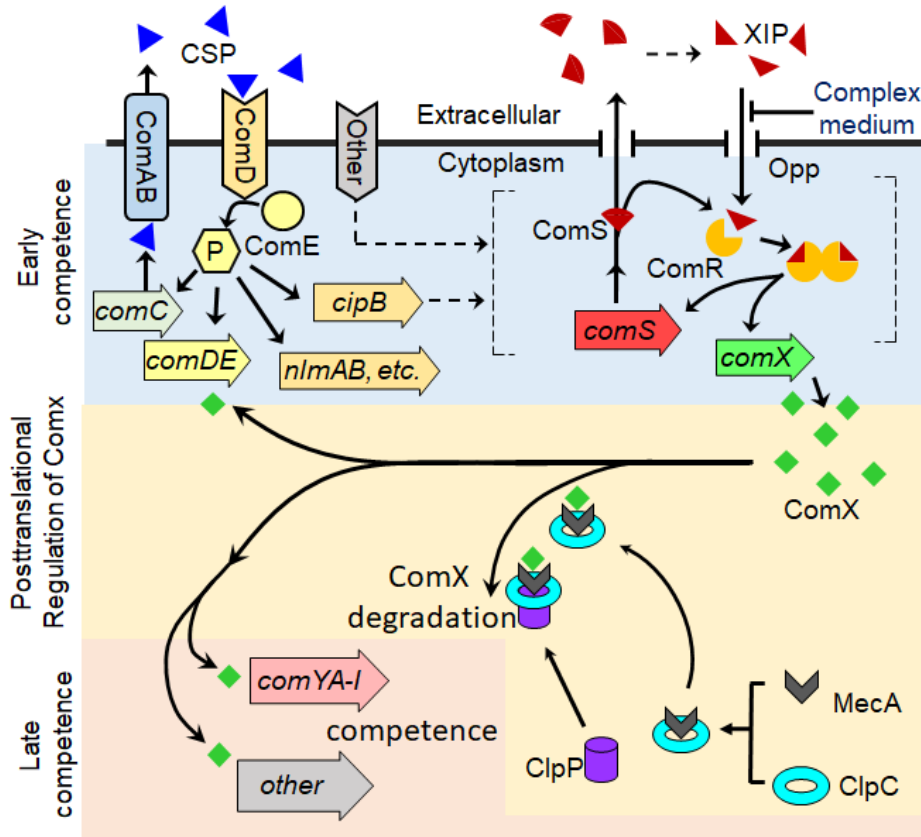 CSP
XIP
ComAB
ComD
Other
Extracellular
Cytoplasm
Complex
medium
Opp
Early
competence
P
ComE
ComS
ComR
comC
cipB
comS
comDE
nlmAB, etc.
comX
Posttranslational
Regulation of Comx
ComX
ComX
degradation
Late
competence
comYA-I
competence
MecA
ClpP
ClpC
other